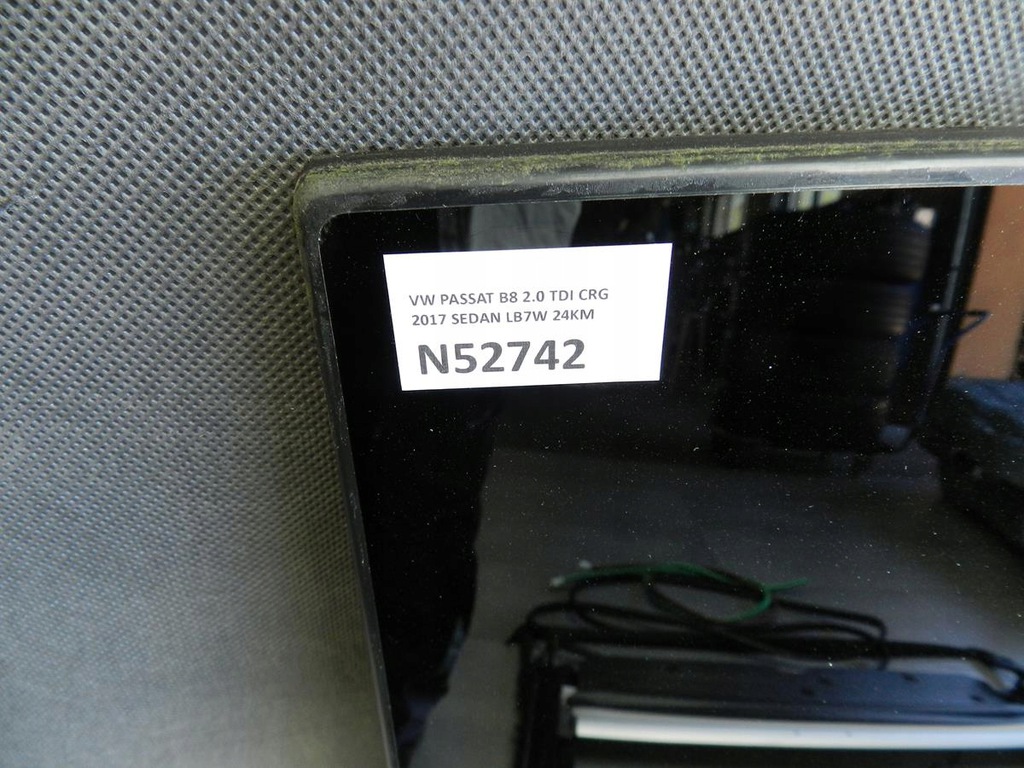 VW PASSAT B8 2.0 TDI CRG
2017 SEDAN LB7W 24KM
N52742